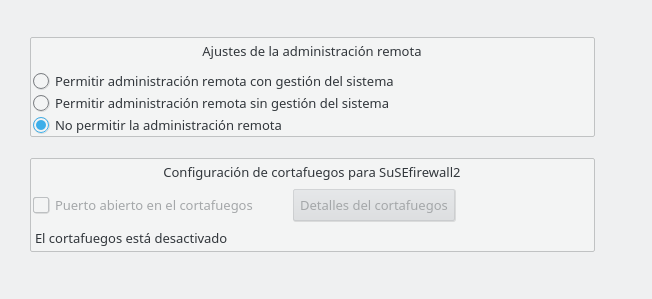 Ajustes de la administración remota
Permitir administración remota con gestión del sistema
Permitir administración remota sin gestión del sistema
No permitir la administración remota
Configuración de cortafuegos para SuSEfirewall2
Puerto abierto en el cortafuegos
Detalles del cortafuegos
El cortafuegos está desactivado